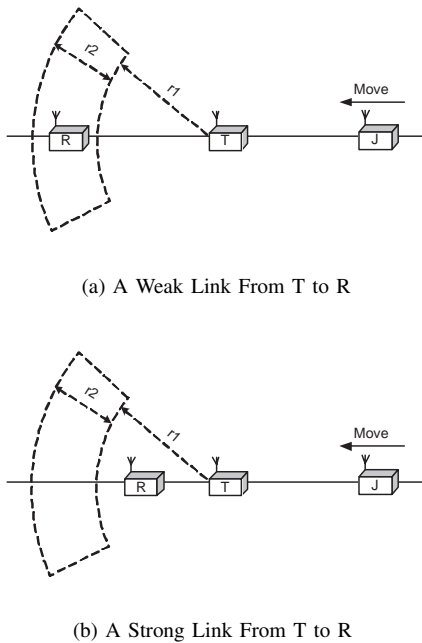 r2
r1
Move
R
T
J
(a) A Weak Link From T to R
r2
r1
Move
R
T
J
(b) A Strong Link From T to R